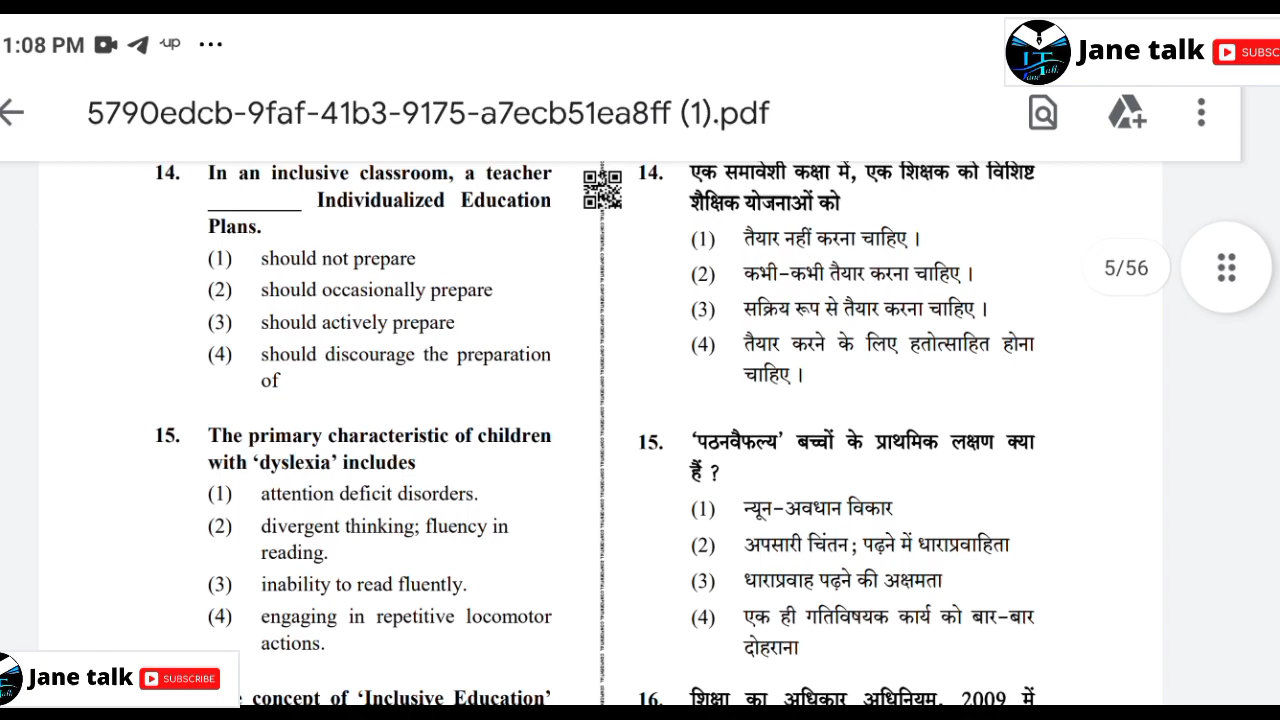 1:08 PM up ...
Jane talk SUBSC
5790edcb-9faf-41b3-9175-a7ecb51ea8ff (1).pdf
14. In an inclusive classroom, a teacher
_________ Individualized Education
Plans.
(1) should not prepare
(2) should occasionally prepare
(3) should actively prepare
(4) should discourage the preparation
of
15. The primary characteristic of children
with ‘dyslexia’ includes
(1) attention deficit disorders.
(2) divergent thinking; fluency in
reading.
(3) inability to read fluently.
(4) engaging in repetitive locomotor
actions.
concept of ‘Inclusive Education’
14. एक समावेशी कक्षा में, एक शिक्षक को विशिष्ट
शैक्षिक योजनाओं को
(1) तैयार नहीं करना चाहिए ।
(2) कभी-कभी तैयार करना चाहिए ।
(3) सक्रिय रूप से तैयार करना चाहिए ।
(4) तैयार करने के लिए हतोत्साहित होना
चाहिए ।
15. ‘पठनवैफल्य’ बच्चों के प्राथमिक लक्षण क्या
हैं ?
(1) न्यून-अवधान विकार
(2) अपसारी चिंतन; पढ़ने में धाराप्रवाहिता
(3) धाराप्रवाह पढ़ने की अक्षमता
(4) एक ही गतिविषयक कार्य को बार-बार
दोहराना
16. शिक्षा का अधिकार अधिनियम, 2009 में
5/56
Jane talk SUBSCRIBE